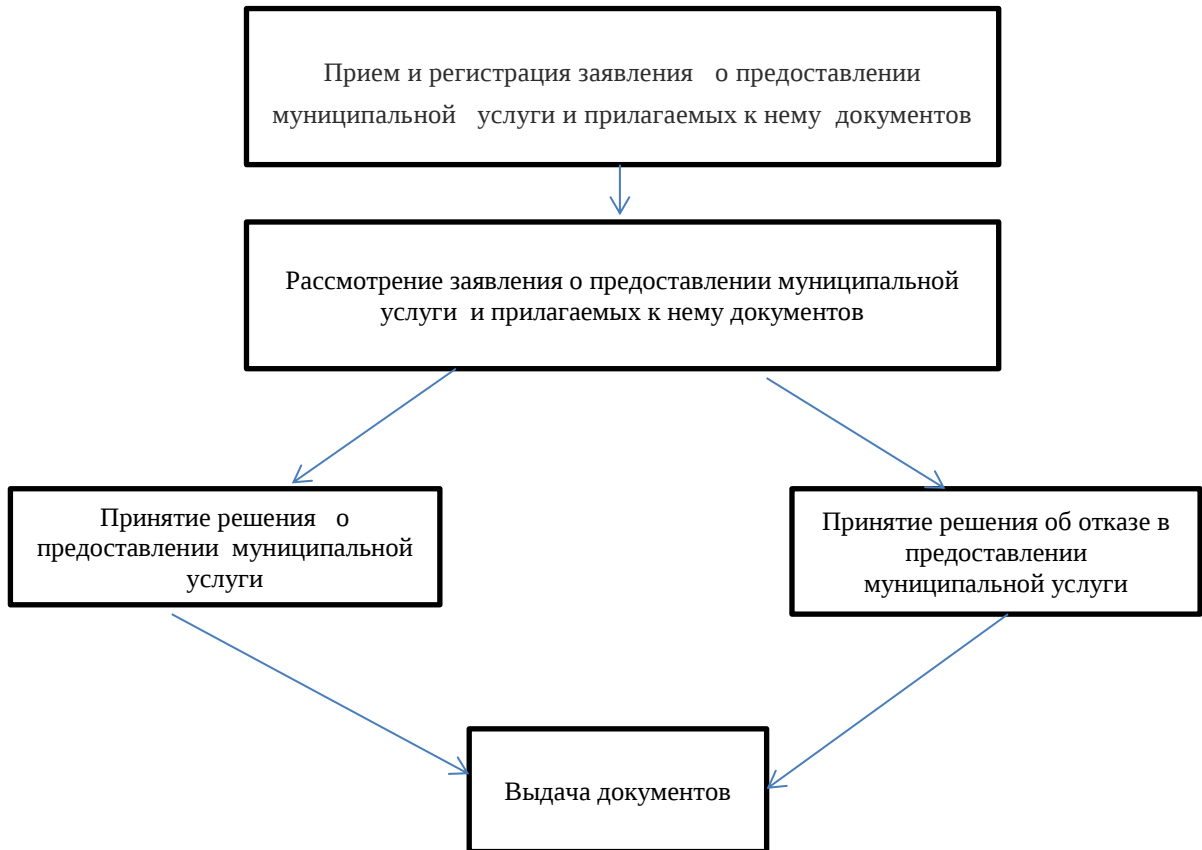 Прием и регистрация заявления о предоставлении
муниципальной услуги и прилагаемых к нему документов
Рассмотрение заявления о предоставлении муниципальной
услуги и прилагаемых к нему документов
Принятие решения о
предоставлении муниципальной
услуги
Принятие решения об отказе в
предоставлении
муниципальной услуги
Выдача документов